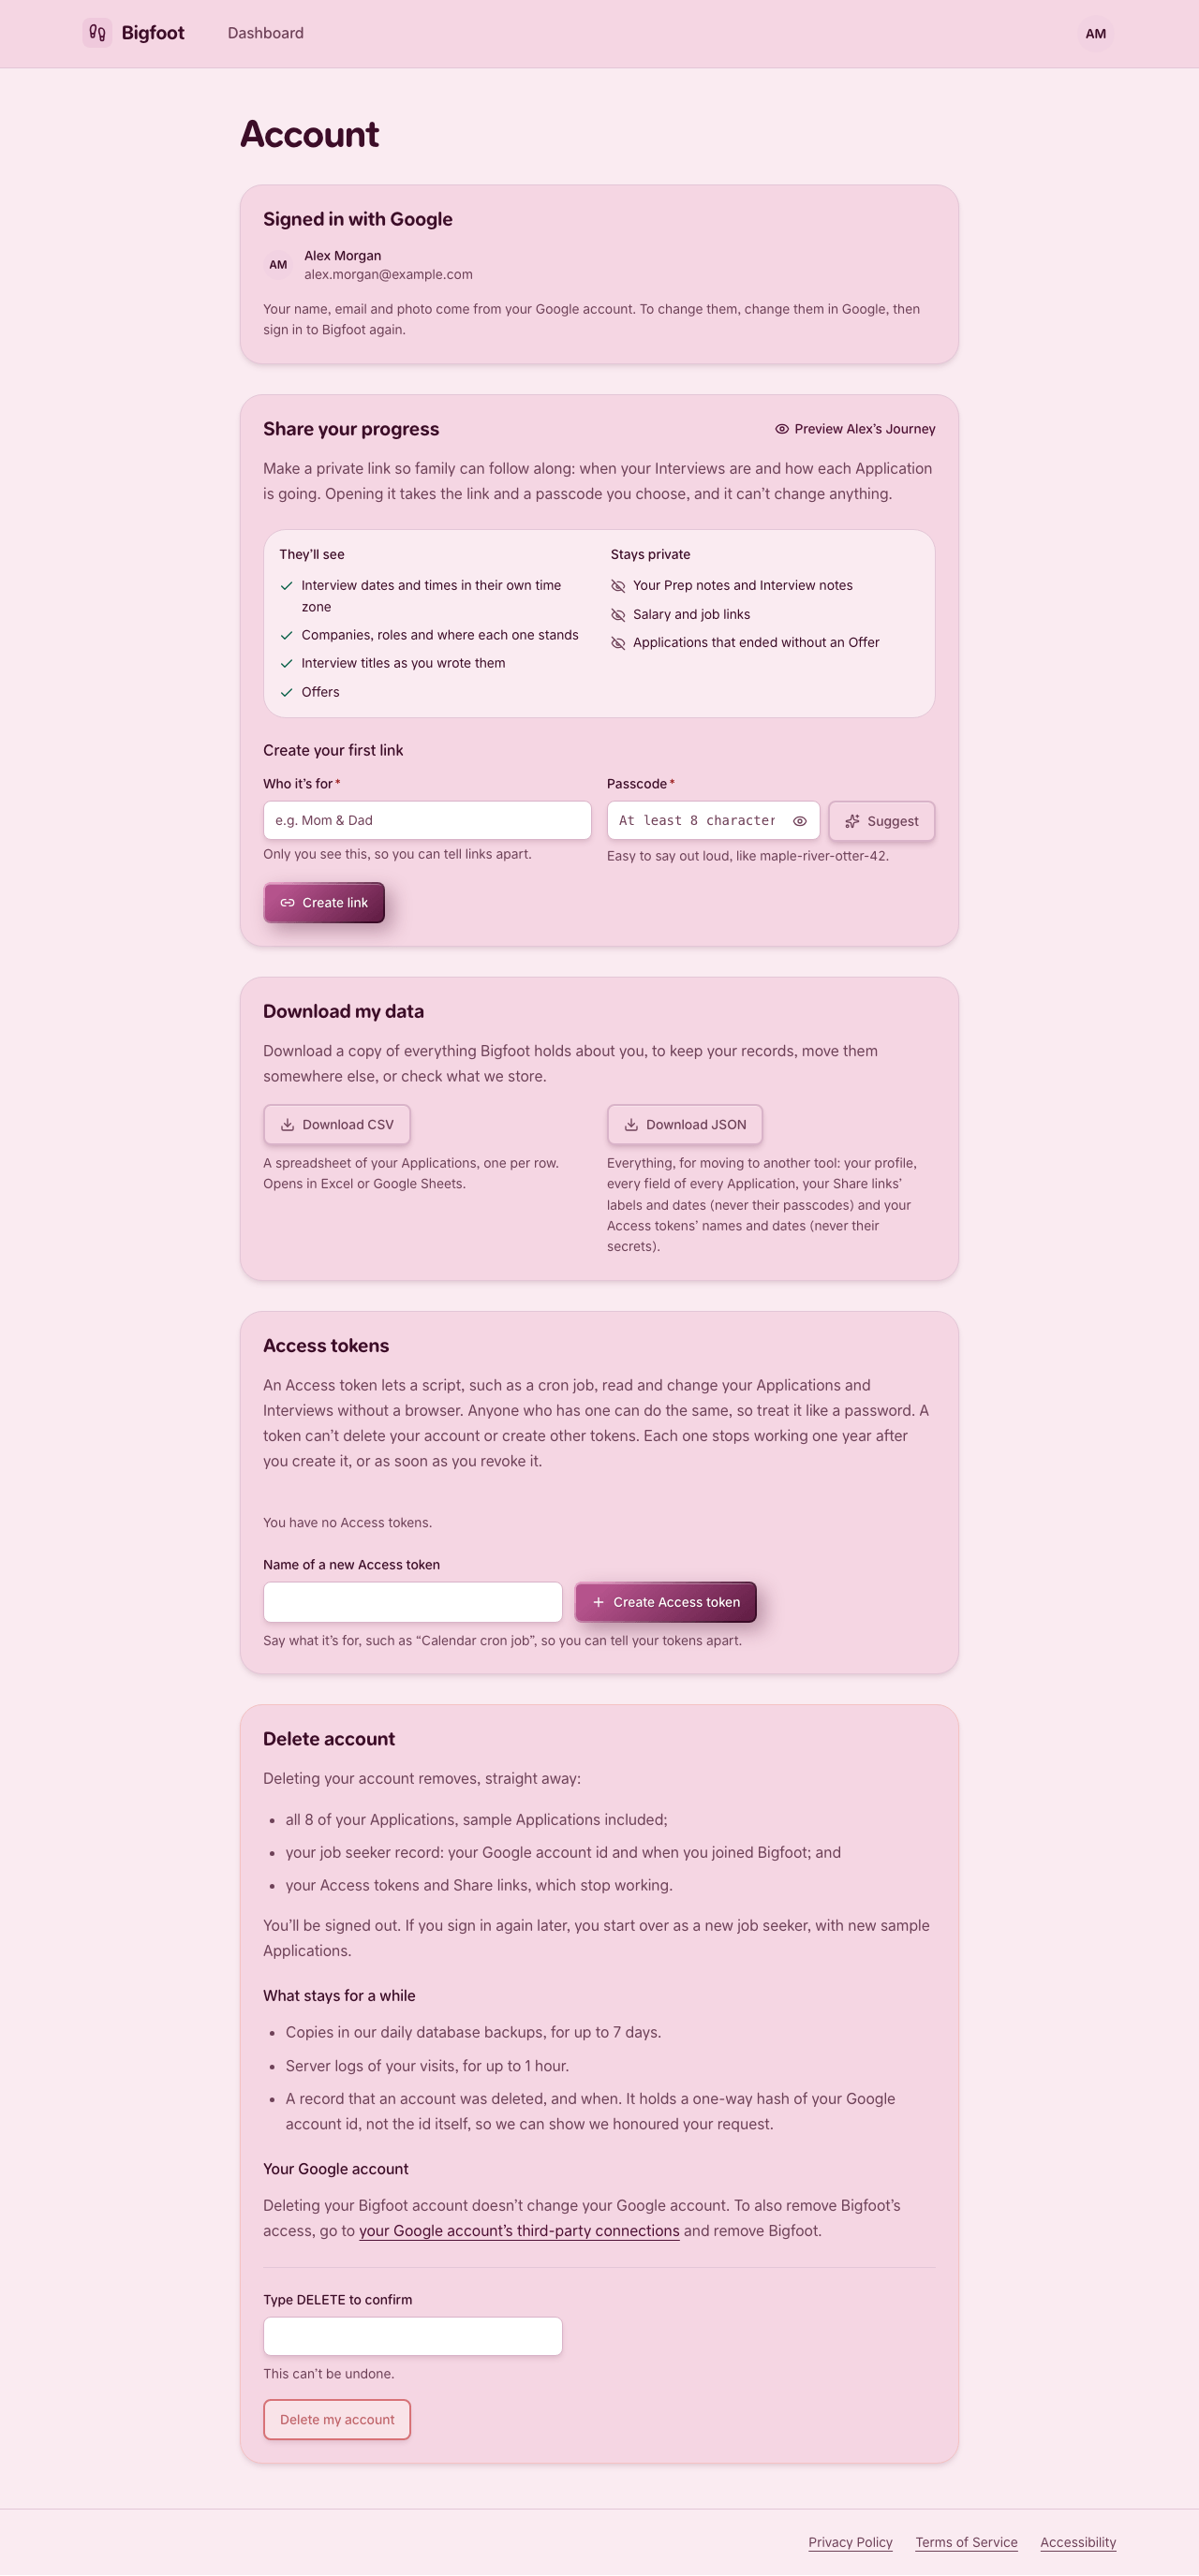 Bigfoot
Dashboard
AM
Account
Signed in with Google
AM
Alex Morgan
alex.morgan@example.com
Your name, email and photo come from your Google account. To change them, change them in Google, then
sign in to Bigfoot again.
Share your progress
Preview Alex’s Journey
Make a private link so family can follow along: when your Interviews are and how each Application
is going. Opening it takes the link and a passcode you choose, and it can’t change anything.
They’ll see
Interview dates and times in their own time
zone
Companies, roles and where each one stands
Interview titles as you wrote them
Offers
Stays private
Your Prep notes and Interview notes
Salary and job links
Applications that ended without an Offer
Create your first link
Who it’s for*
e.g. Mom & Dad
Only you see this, so you can tell links apart.
Passcode*
At least 8 character
Suggest
Easy to say out loud, like maple-river-otter-42.
Create link
Download my data
Download a copy of everything Bigfoot holds about you, to keep your records, move them
somewhere else, or check what we store.
Download CSV
A spreadsheet of your Applications, one per row.
Opens in Excel or Google Sheets.
Download JSON
Everything, for moving to another tool: your profile,
every field of every Application, your Share links’
labels and dates (never their passcodes) and your
Access tokens’ names and dates (never their
secrets).
Access tokens
An Access token lets a script, such as a cron job, read and change your Applications and
Interviews without a browser. Anyone who has one can do the same, so treat it like a password. A
token can’t delete your account or create other tokens. Each one stops working one year after
you create it, or as soon as you revoke it.
You have no Access tokens.
Name of a new Access token
Create Access token
Say what it’s for, such as “Calendar cron job”, so you can tell your tokens apart.
Delete account
Deleting your account removes, straight away:
• all 8 of your Applications, sample Applications included;
• your job seeker record: your Google account id and when you joined Bigfoot; and
• your Access tokens and Share links, which stop working.
You’ll be signed out. If you sign in again later, you start over as a new job seeker, with new sample
Applications.
What stays for a while
• Copies in our daily database backups, for up to 7 days.
• Server logs of your visits, for up to 1 hour.
• A record that an account was deleted, and when. It holds a one-way hash of your Google
account id, not the id itself, so we can show we honoured your request.
Your Google account
Deleting your Bigfoot account doesn’t change your Google account. To also remove Bigfoot’s
access, go to your Google account’s third-party connections and remove Bigfoot.
Type DELETE to confirm
This can’t be undone.
Delete my account
Privacy Policy
Terms of Service
Accessibility